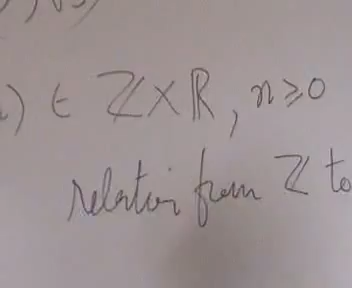 ) ∈ ℤ × ℝ, n ≥ 0
relation from ℤ to